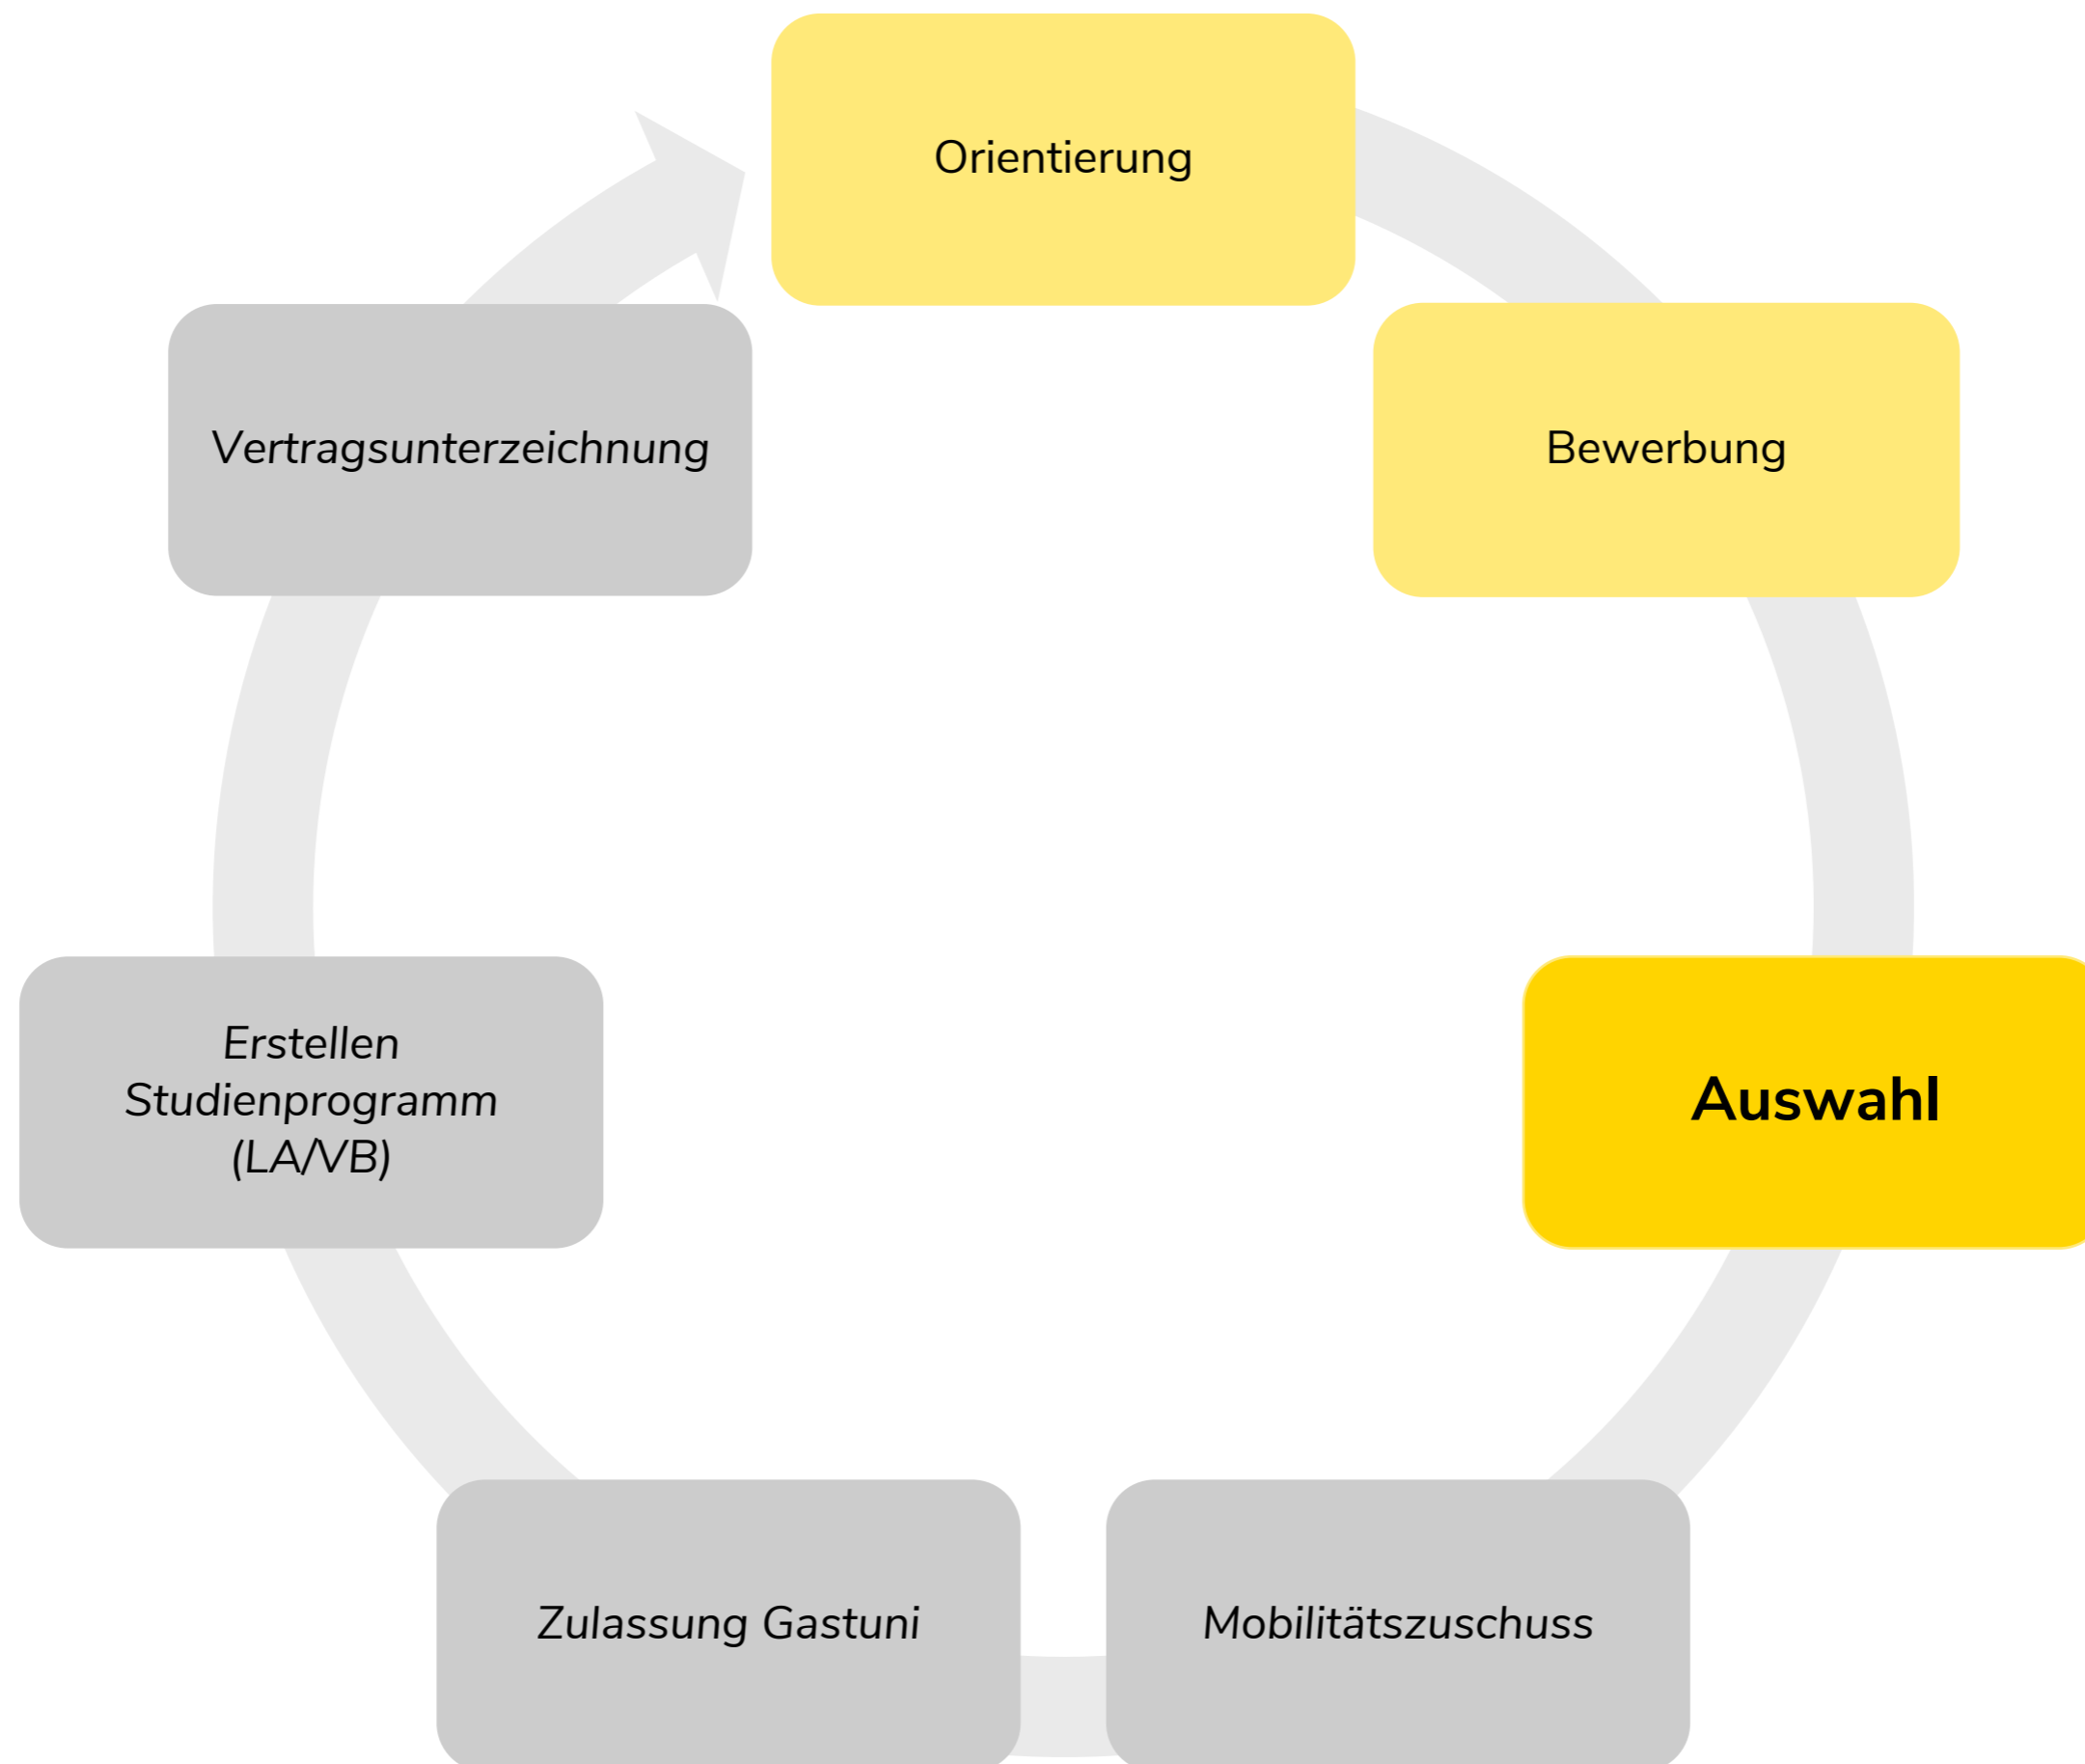 Orientierung
Bewerbung
Auswahl
Mobilitätszuschuss
Zulassung Gastuni
Erstellen
Studienprogramm
(LA/VB)
Vertragsunterzeichnung